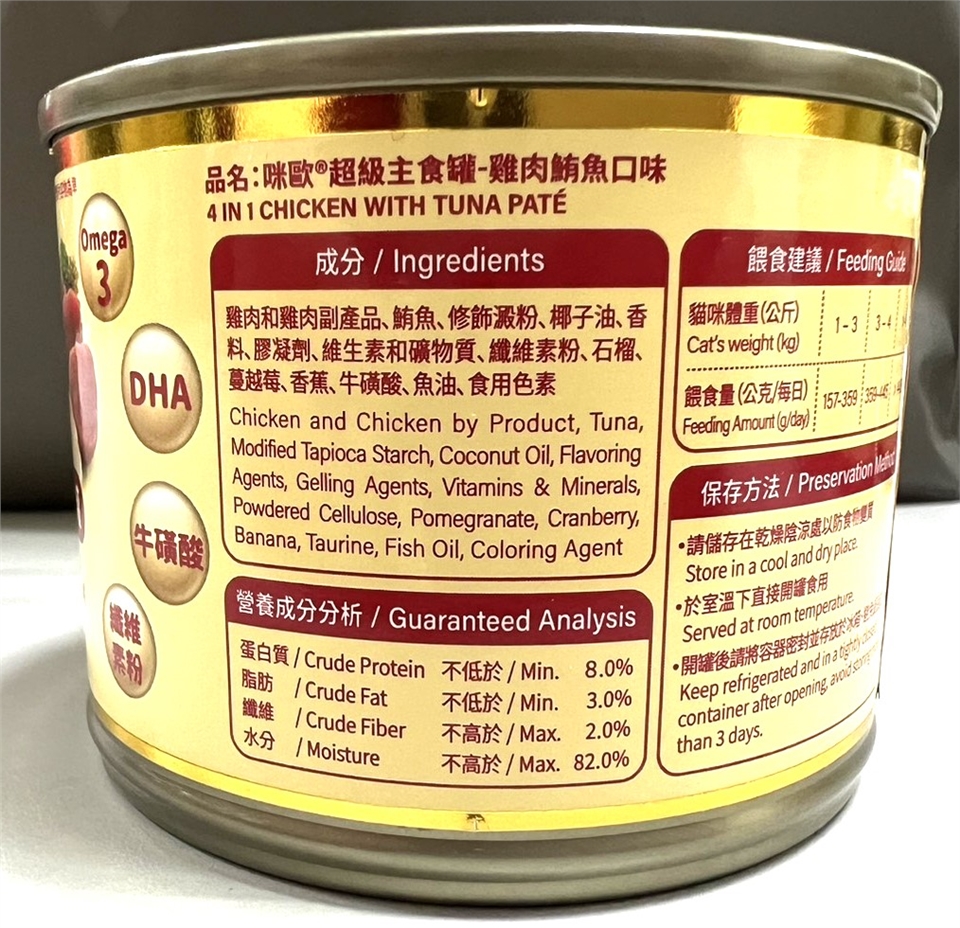 品名:咪歐®超級主食罐-雞肉鮪魚口味
4 IN 1 CHICKEN WITH TUNA PATÉ
Omega
3
DHA
牛磺酸
纖維
素粉
成分 / Ingredients
雞肉和雞肉副產品、鮪魚、修飾澱粉、椰子油、香
料、膠凝劑、維生素和礦物質、纖維素粉、石榴、
蔓越莓、香蕉、牛磺酸、魚油、食用色素
Chicken and Chicken by Product, Tuna,
Modified Tapioca Starch, Coconut Oil, Flavoring
Agents, Gelling Agents, Vitamins & Minerals,
Powdered Cellulose, Pomegranate, Cranberry,
Banana, Taurine, Fish Oil, Coloring Agent
營養成分分析 / Guaranteed Analysis
蛋白質 / Crude Protein 不低於 / Min. 8.0%
脂肪 / Crude Fat 不低於 / Min. 3.0%
纖維 / Crude Fiber 不高於 / Max. 2.0%
水分 / Moisture 不高於 / Max. 82.0%
餵食建議 / Feeding Guide
貓咪體重(公斤) 1 - 3 3 - 4
Cat's weight (kg)
餵食量 (公克/每日) 157-359 359-445
Feeding Amount (g/day)
保存方法 / Preservation Method
•請儲存在乾燥陰涼處以防食物變質
Store in a cool and dry place.
•於室溫下直接開罐食用
Served at room temperature.
•開罐後請將容器密封並存放於冰箱
Keep refrigerated and in a tightly closed
container after opening, avoid storing
than 3 days.